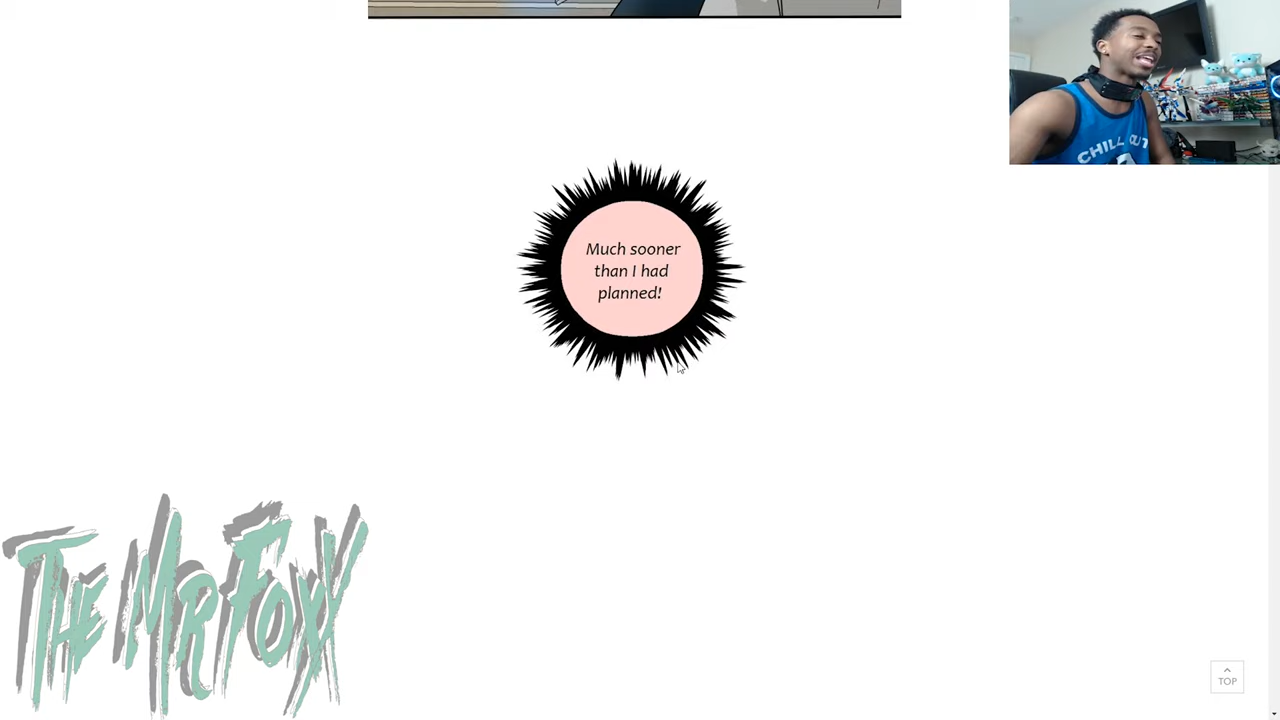 CHILL OUT
Much sooner
than I had
planned!
THE MR FOXX
TOP